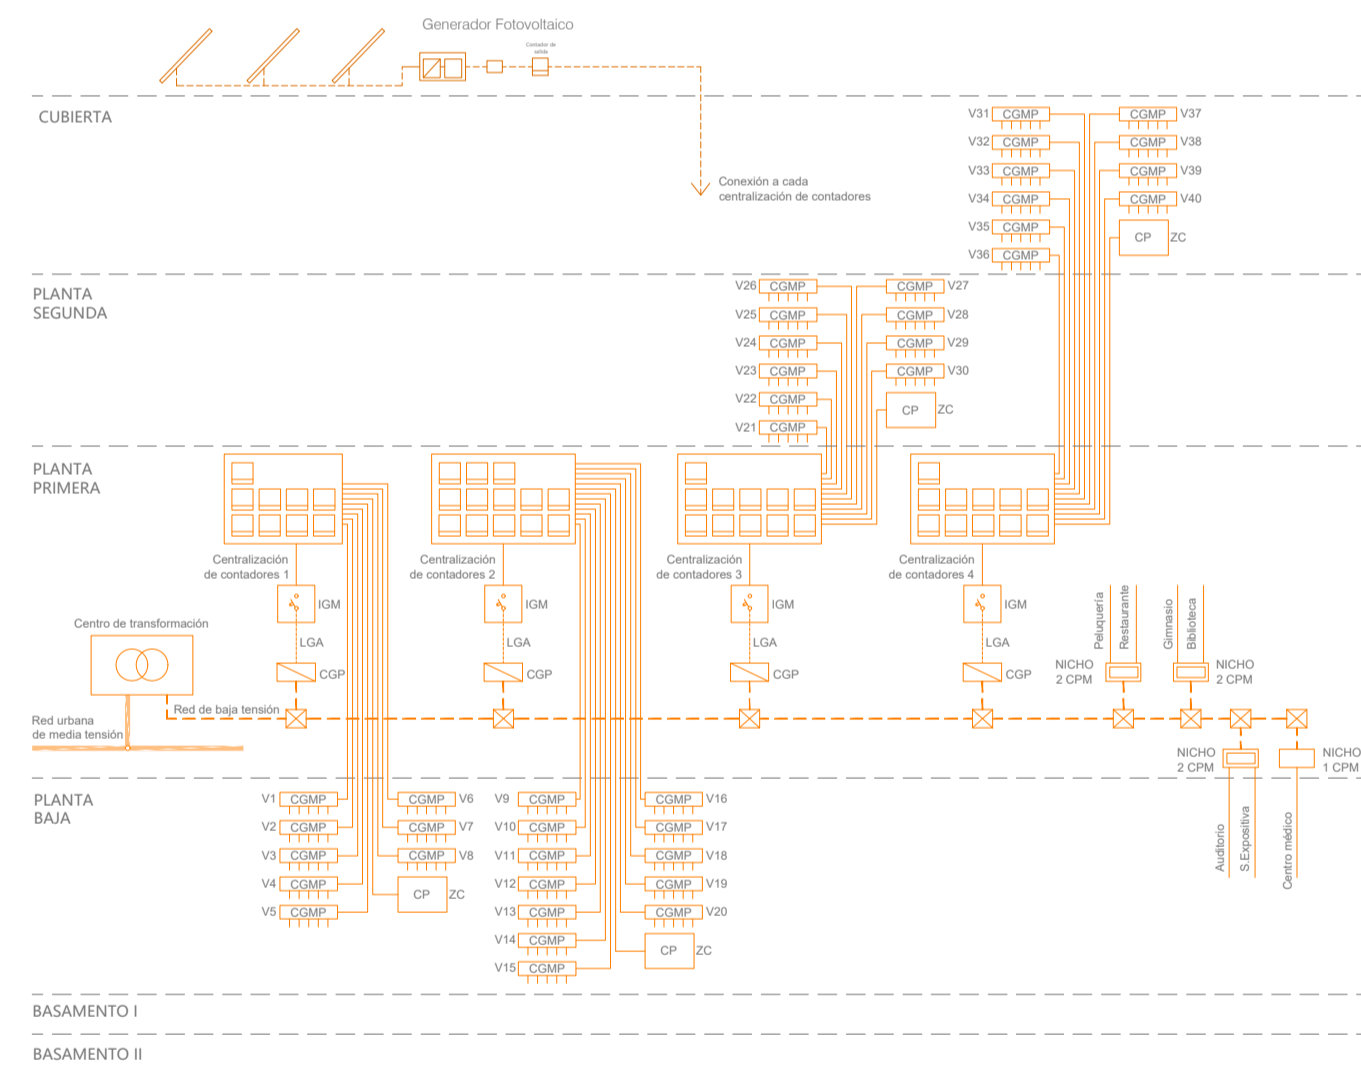 Generador Fotovoltaico
Contador de
salida
CUBIERTA
Conexión a cada
centralización de contadores
V31 CGMP
CGMP V37
V32 CGMP
CGMP V38
V33 CGMP
CGMP V39
V34 CGMP
CGMP V40
V35 CGMP
CP ZC
V36 CGMP
PLANTA
SEGUNDA
V26 CGMP
CGMP V27
V25 CGMP
CGMP V28
V24 CGMP
CGMP V29
V23 CGMP
CGMP V30
V22 CGMP
CP ZC
V21 CGMP
PLANTA
PRIMERA
Centralización
de contadores 1
Centralización
de contadores 2
Centralización
de contadores 3
Centralización
de contadores 4
IGM
IGM
IGM
IGM
LGA
LGA
LGA
LGA
CGP
CGP
CGP
CGP
Centro de transformación
Red de baja tensión
Red urbana
de media tensión
Peluquería
Restaurante
Gimnasio
Biblioteca
NICHO
2 CPM
NICHO
2 CPM
NICHO
2 CPM
NICHO
1 CPM
Auditorio
S.Expositiva
Centro médico
PLANTA
BAJA
V1 CGMP
CGMP V6
V2 CGMP
CGMP V7
V3 CGMP
CGMP V8
V4 CGMP
CP ZC
V5 CGMP
V9 CGMP
CGMP V16
V10 CGMP
CGMP V17
V11 CGMP
CGMP V18
V12 CGMP
CGMP V19
V13 CGMP
CGMP V20
V14 CGMP
CP ZC
V15 CGMP
BASAMENTO I
BASAMENTO II